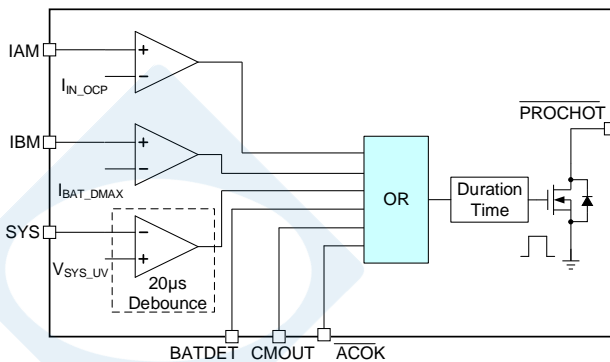 IAM
I_IN_OCP
IBM
I_BAT_DMAX
SYS
V_SYS_UV
20µs
Debounce
OR
Duration
Time
PROCHOT
BATDET
CMOUT
ACOK